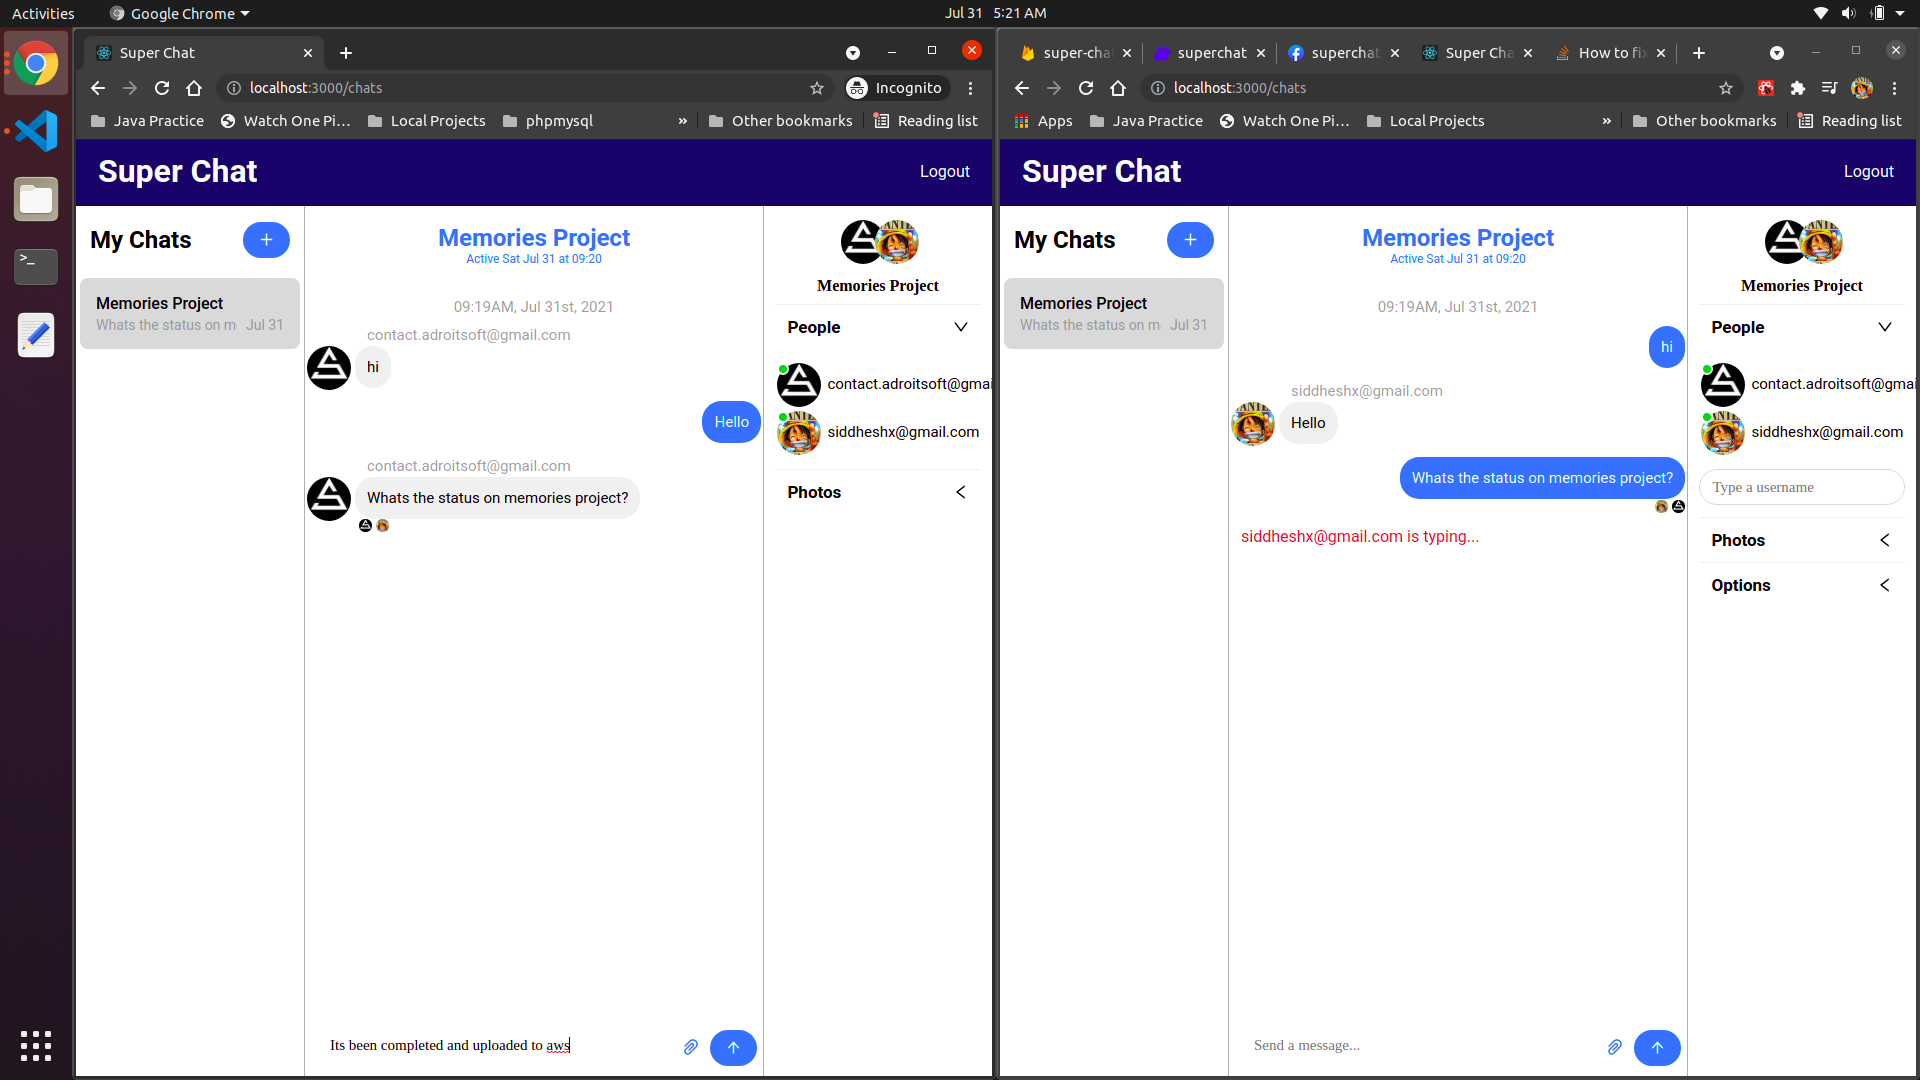 Activities
Google Chrome
Jul 31 5:21 AM
Super Chat
localhost:3000/chats
Incognito
Java Practice
Watch One Pi...
Local Projects
phpmysql
»
Other bookmarks
Reading list
Super Chat
Logout
My Chats
+
Memories Project
Whats the status on m
Jul 31
Memories Project
Active Sat Jul 31 at 09:20
09:19AM, Jul 31st, 2021
contact.adroitsoft@gmail.com
hi
Hello
contact.adroitsoft@gmail.com
Whats the status on memories project?
Its been completed and uploaded to aws
Memories Project
People
contact.adroitsoft@gmai
siddheshx@gmail.com
Photos
super-cha
superchat
superchat
Super Cha
How to fix
localhost:3000/chats
Apps
Java Practice
Watch One Pi...
Local Projects
»
Other bookmarks
Reading list
Super Chat
Logout
My Chats
+
Memories Project
Whats the status on m
Jul 31
Memories Project
Active Sat Jul 31 at 09:20
09:19AM, Jul 31st, 2021
hi
siddheshx@gmail.com
Hello
Whats the status on memories project?
siddheshx@gmail.com is typing...
Send a message...
Memories Project
People
contact.adroitsoft@gmai
siddheshx@gmail.com
Type a username
Photos
Options